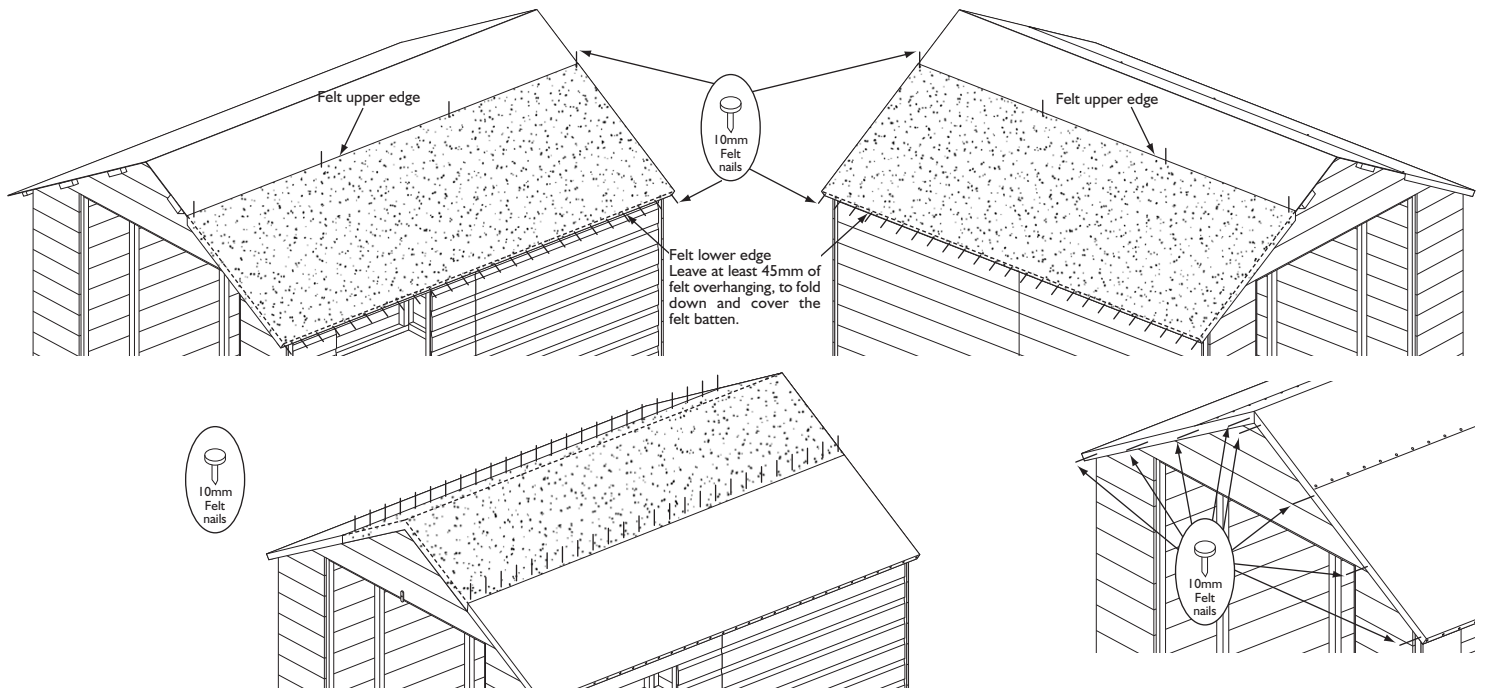 Felt upper edge
10mm
Felt
nails
Felt upper edge
Felt lower edge
Leave at least 45mm of
felt overhanging, to fold
down and cover the
felt batten.
10mm
Felt
nails
10mm
Felt
nails